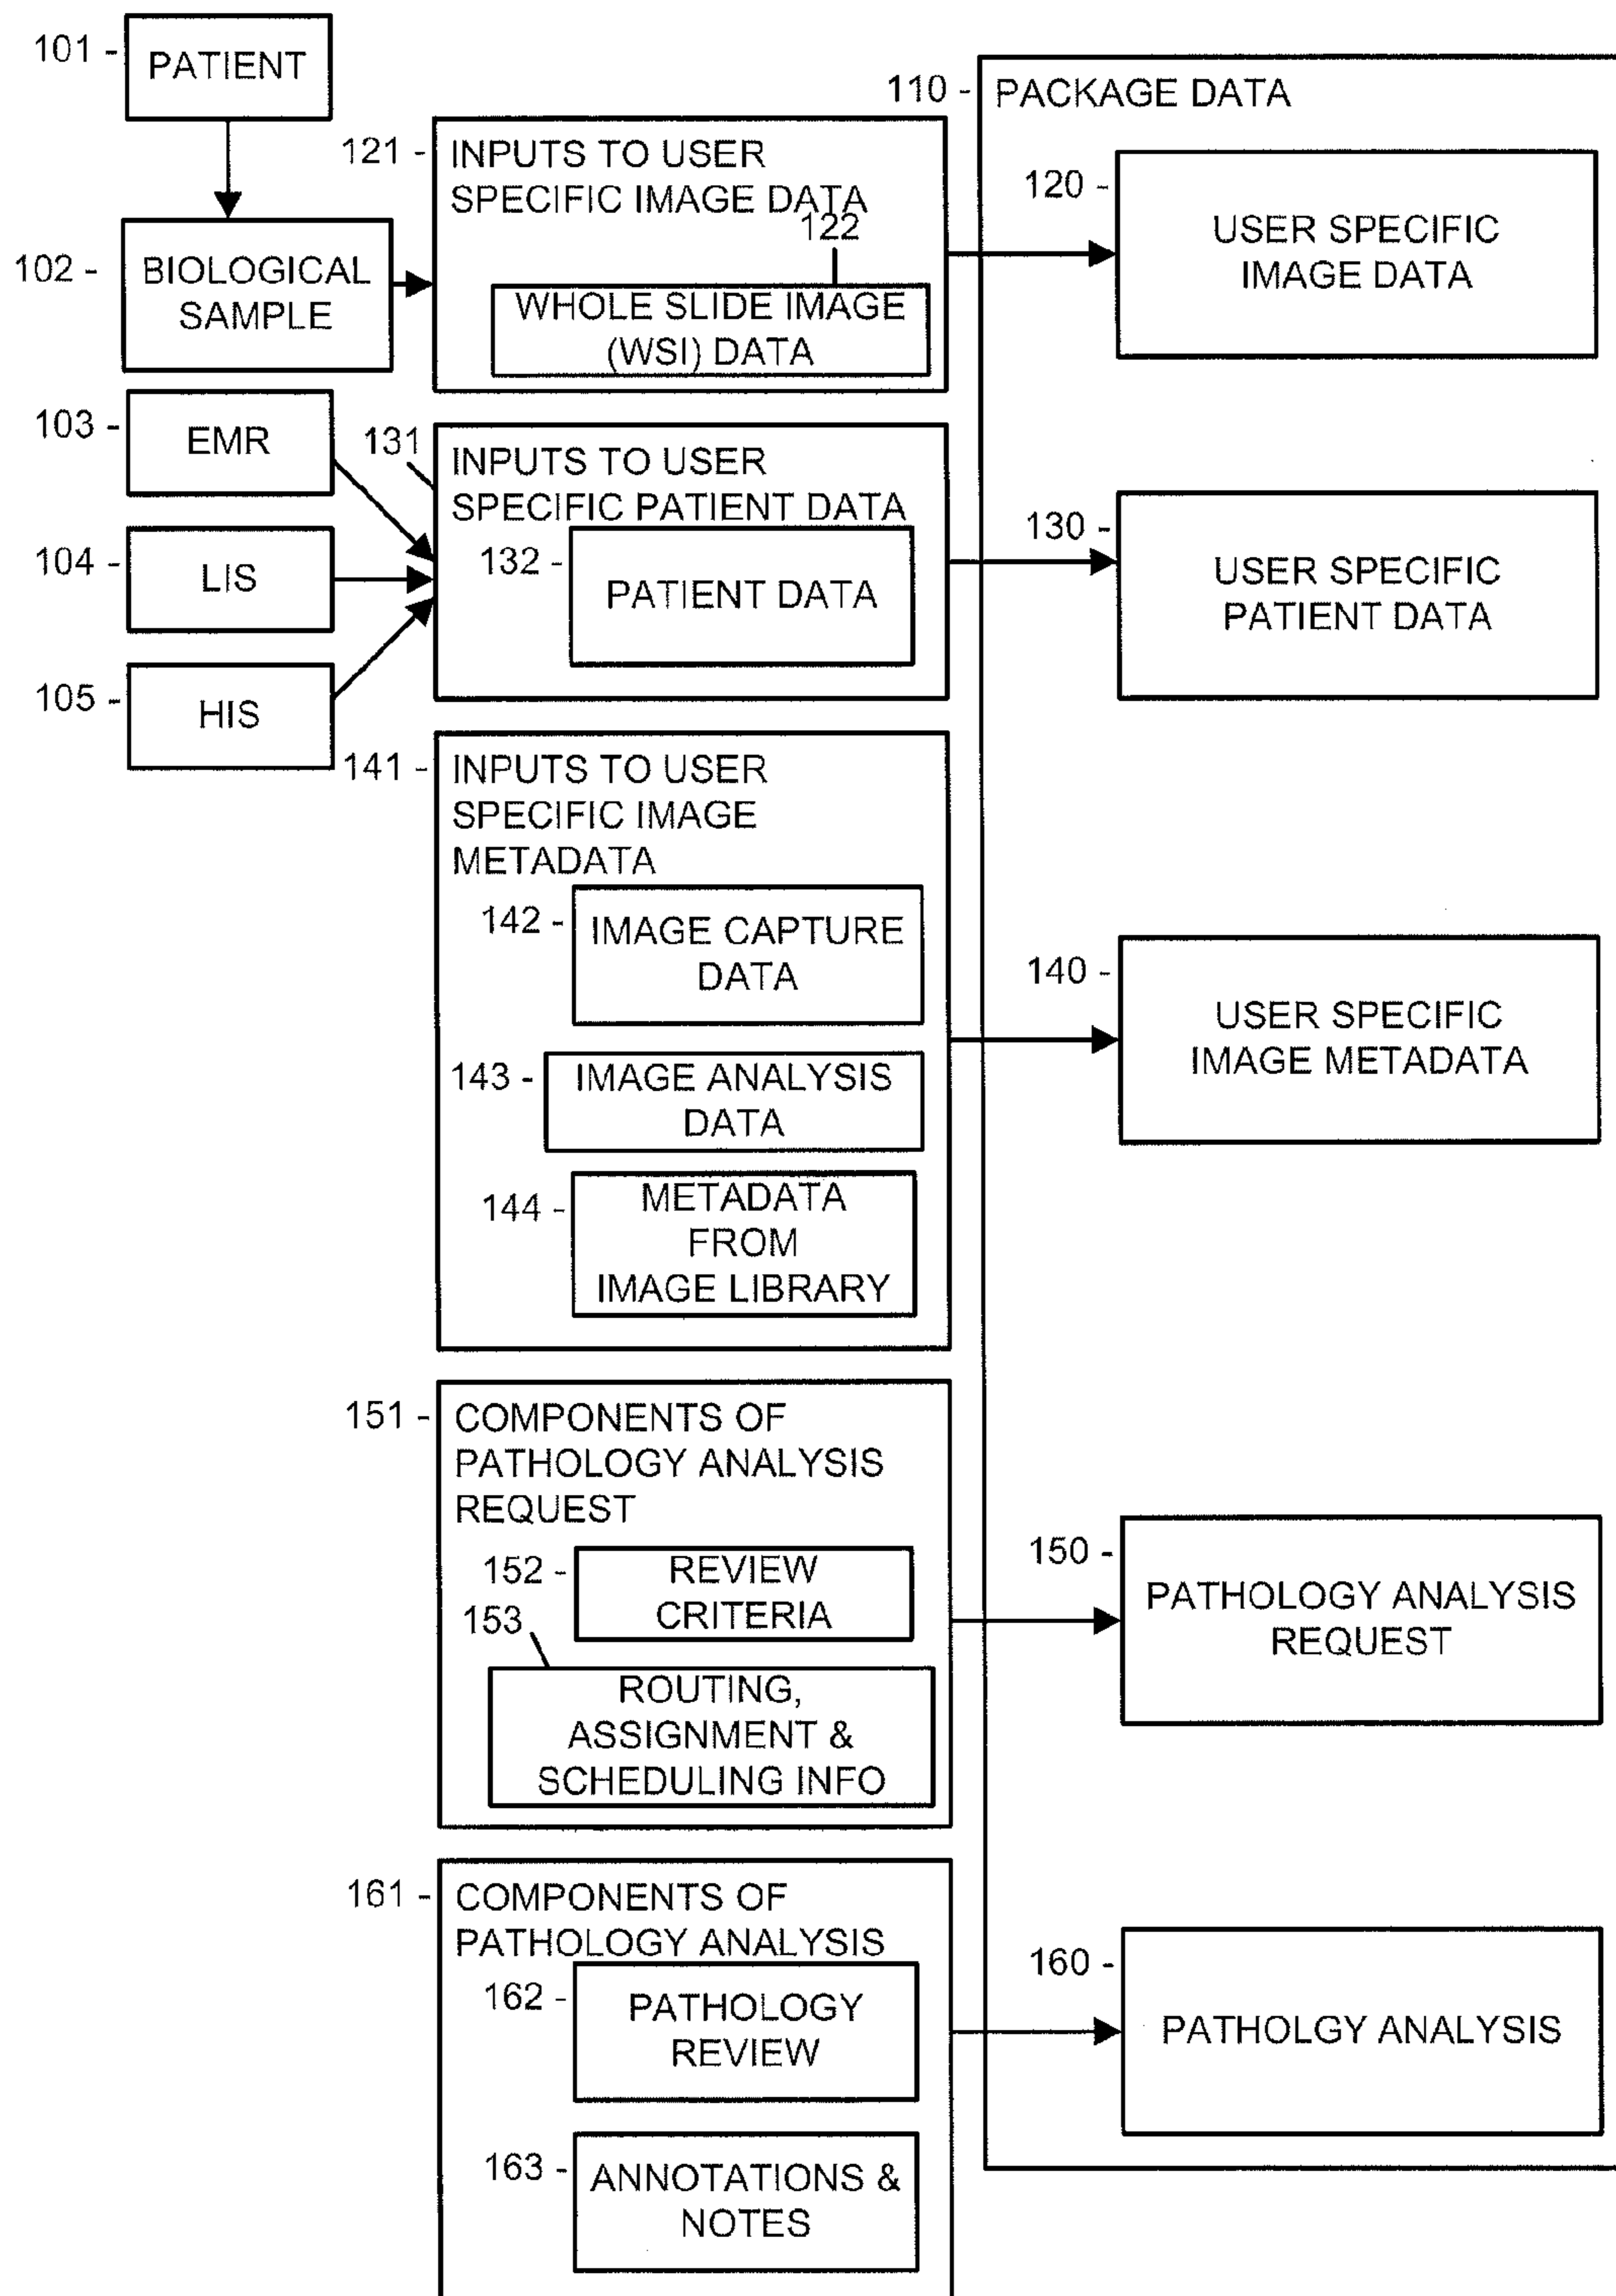 101 -
PATIENT
110 -
PACKAGE DATA
121 -
INPUTS TO USER
SPECIFIC IMAGE DATA
122
WHOLE SLIDE IMAGE
(WSI) DATA
120 -
USER SPECIFIC
IMAGE DATA
102 -
BIOLOGICAL
SAMPLE
103 -
EMR
131
INPUTS TO USER
SPECIFIC PATIENT DATA
132 -
PATIENT DATA
130 -
USER SPECIFIC
PATIENT DATA
104 -
LIS
105 -
HIS
141 -
INPUTS TO USER
SPECIFIC IMAGE
METADATA
142 -
IMAGE CAPTURE
DATA
140 -
USER SPECIFIC
IMAGE METADATA
143 -
IMAGE ANALYSIS
DATA
144 -
METADATA
FROM
IMAGE LIBRARY
151 -
COMPONENTS OF
PATHOLOGY ANALYSIS
REQUEST
152 -
REVIEW
CRITERIA
150 -
PATHOLOGY ANALYSIS
REQUEST
153
ROUTING,
ASSIGNMENT &
SCHEDULING INFO
161 -
COMPONENTS OF
PATHOLOGY ANALYSIS
162 -
PATHOLOGY
REVIEW
160 -
PATHOLGY ANALYSIS
163 -
ANNOTATIONS &
NOTES